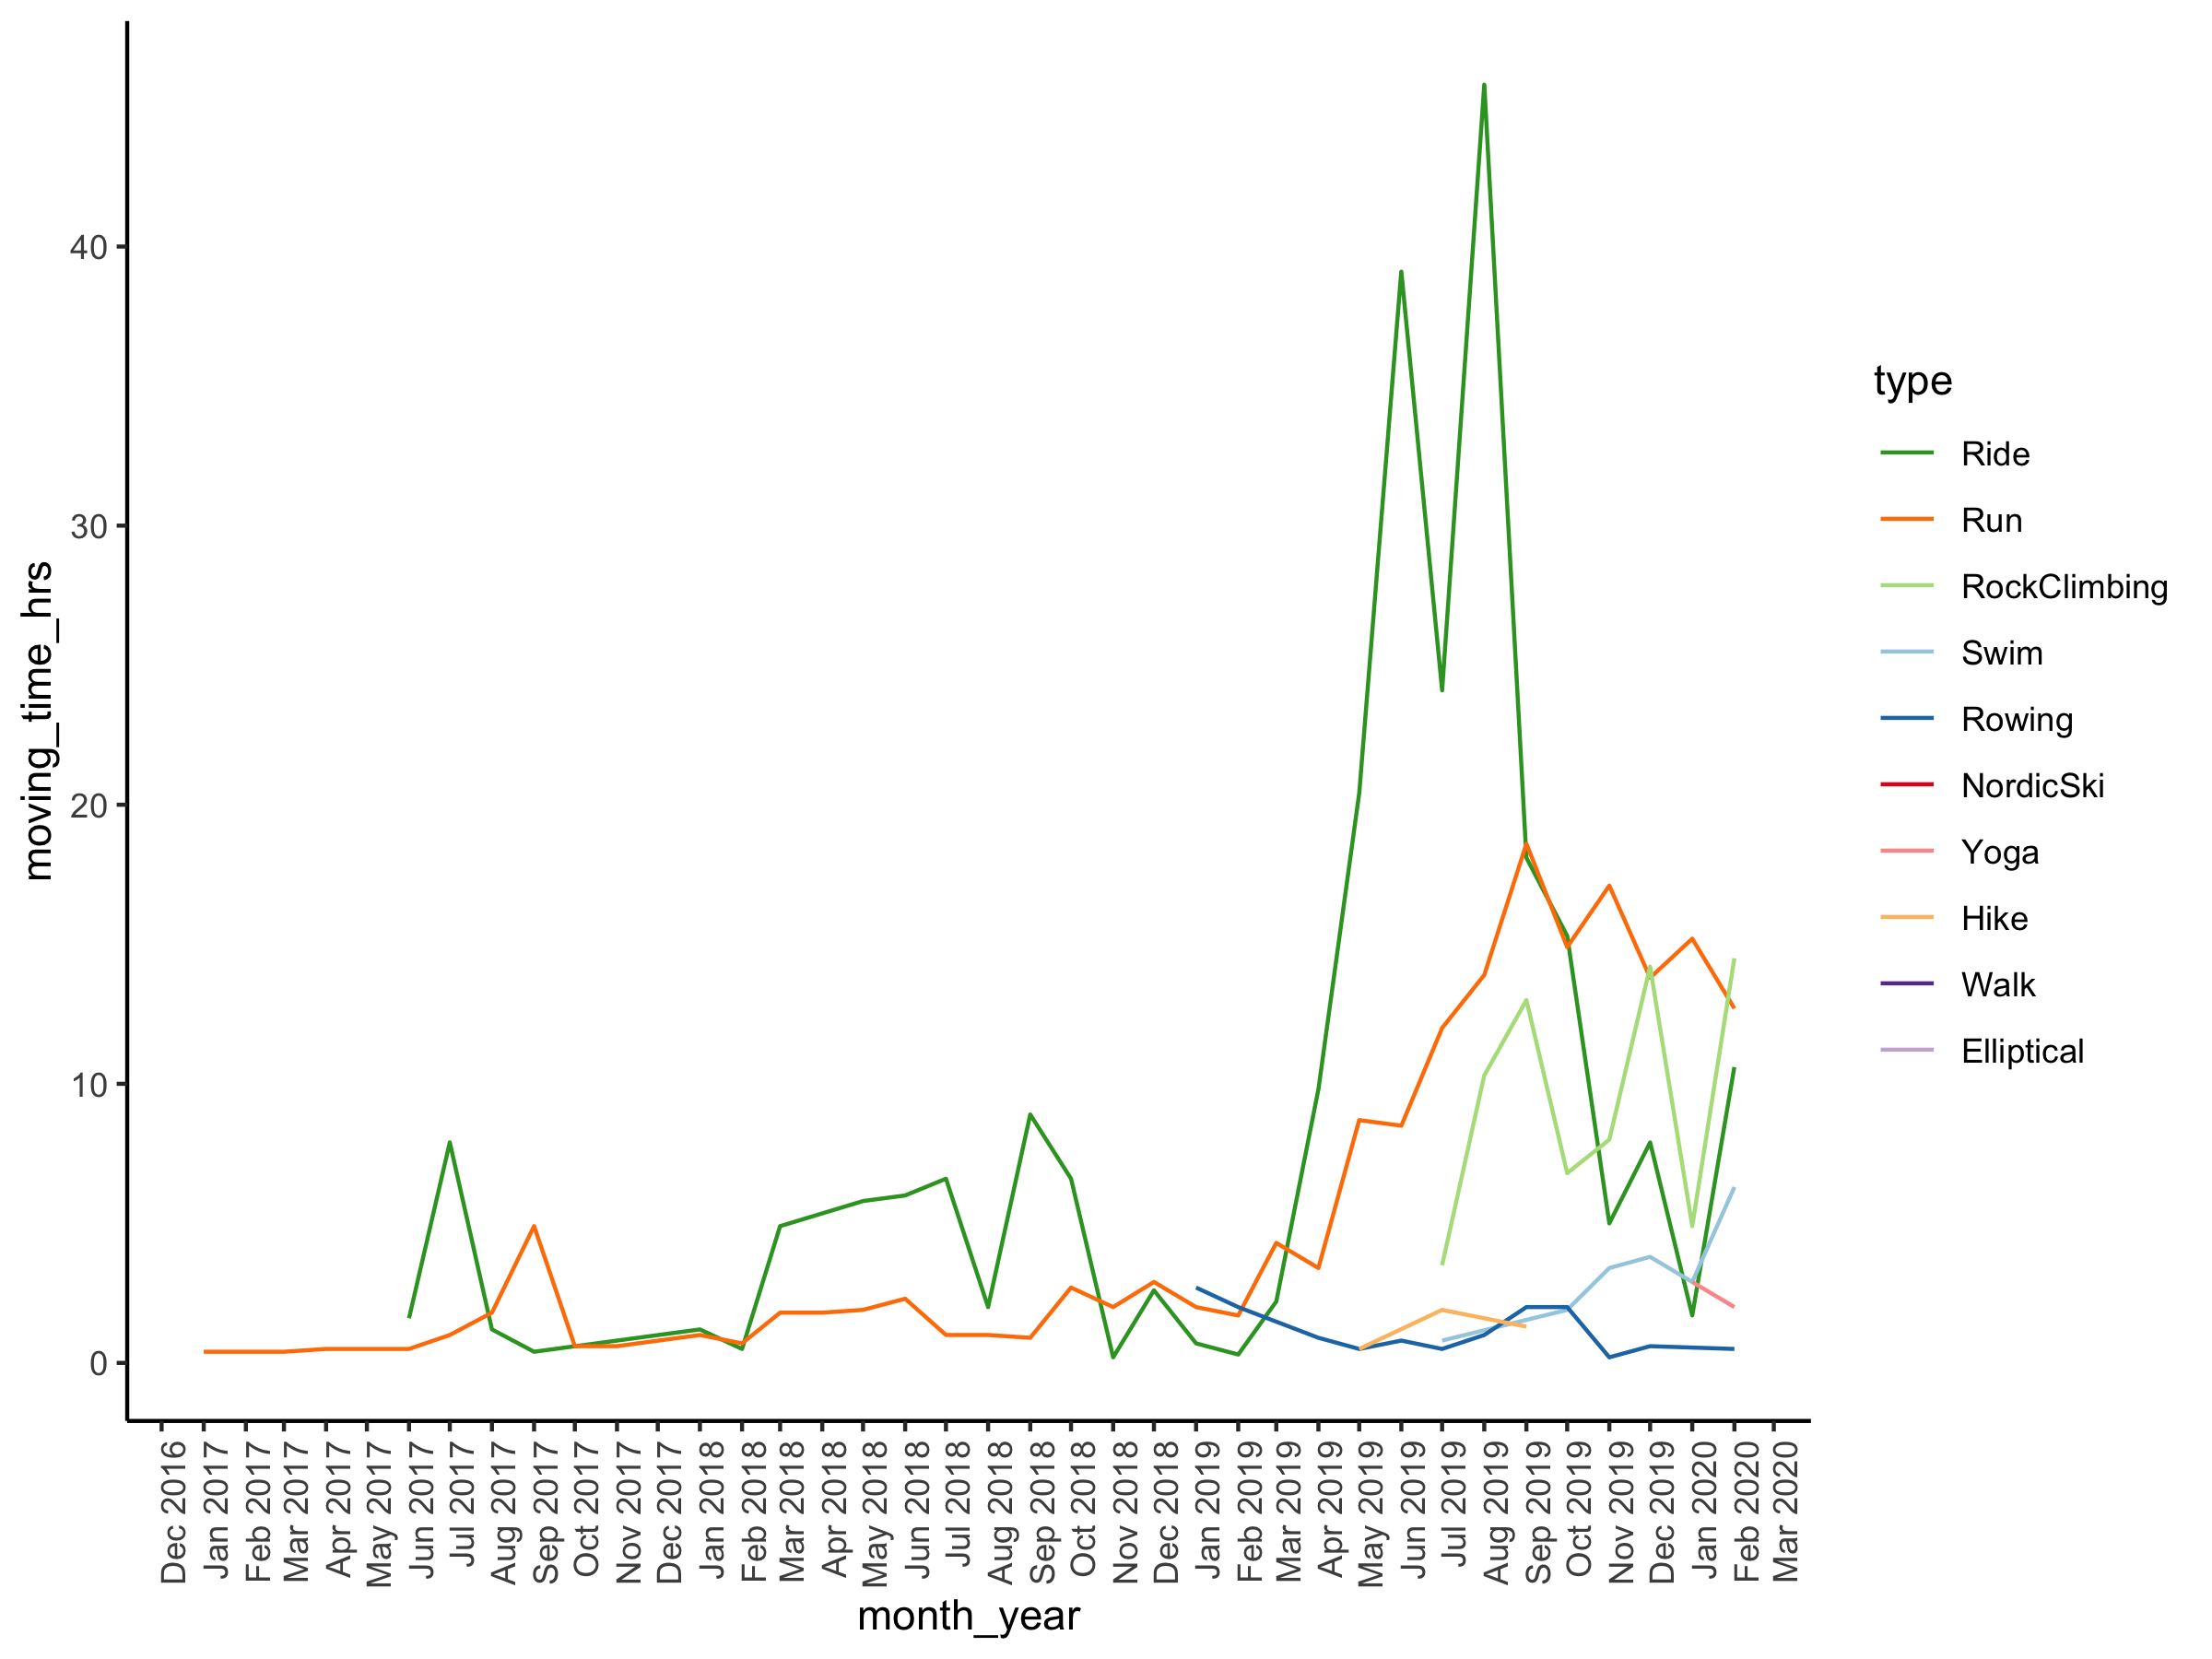 moving_time_hrs
40
30
20
10
0
Dec 2016
Jan 2017
Feb 2017
Mar 2017
Apr 2017
May 2017
Jun 2017
Jul 2017
Aug 2017
Sep 2017
Oct 2017
Nov 2017
Dec 2017
Jan 2018
Feb 2018
Mar 2018
Apr 2018
May 2018
Jun 2018
Jul 2018
Aug 2018
Sep 2018
Oct 2018
Nov 2018
Dec 2018
Jan 2019
Feb 2019
Mar 2019
Apr 2019
May 2019
Jun 2019
Jul 2019
Aug 2019
Sep 2019
Oct 2019
Nov 2019
Dec 2019
Jan 2020
Feb 2020
Mar 2020
month_year
type
Ride
Run
RockClimbing
Swim
Rowing
NordicSki
Yoga
Hike
Walk
Elliptical